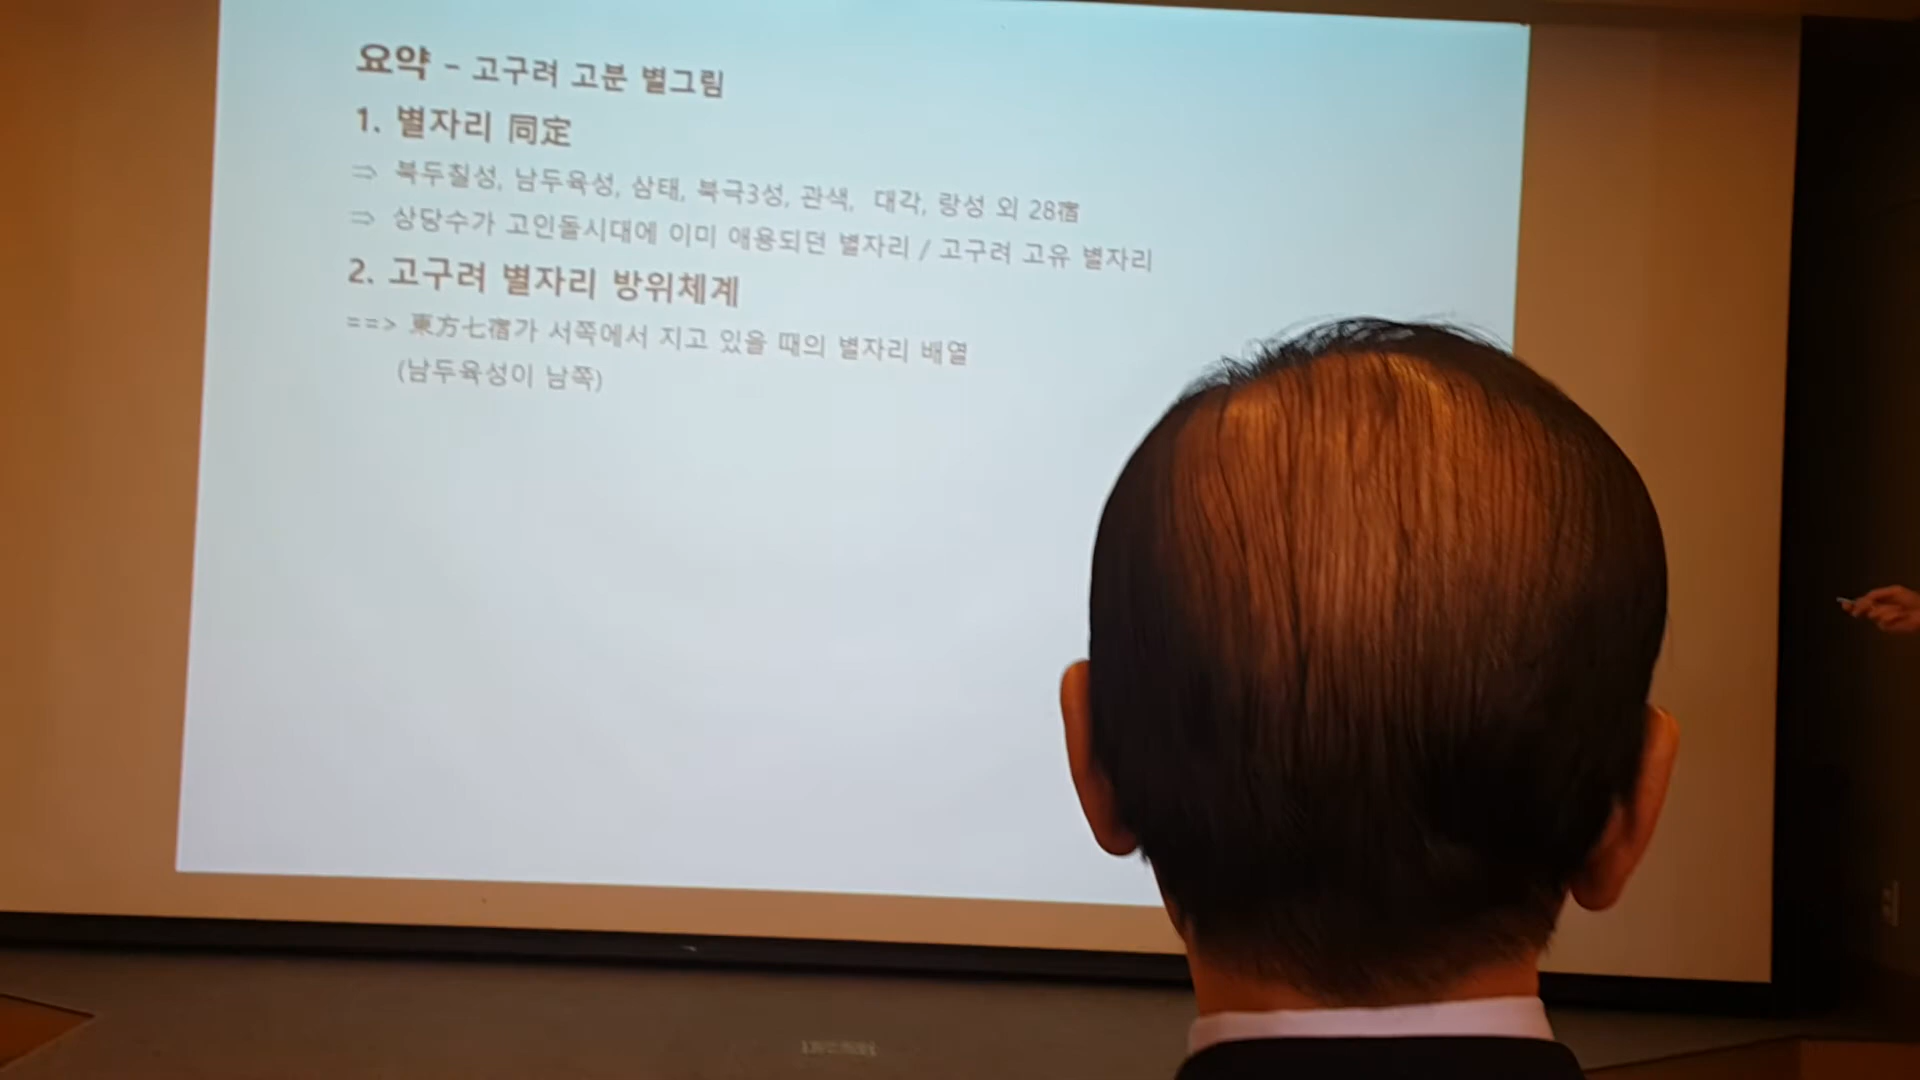 요약 - 고구려 고분 별그림
1. 별자리 同定
⇒ 북두칠성, 남두육성, 삼태, 북극3성, 관색, 대각, 랑성 외 28宿
⇒ 상당수가 고인돌시대에 이미 애용되던 별자리 / 고구려 고유 별자리
2. 고구려 별자리 방위체계
==> 東方七宿가 서쪽에서 지고 있을 때의 별자리 배열
(남두육성이 남쪽)